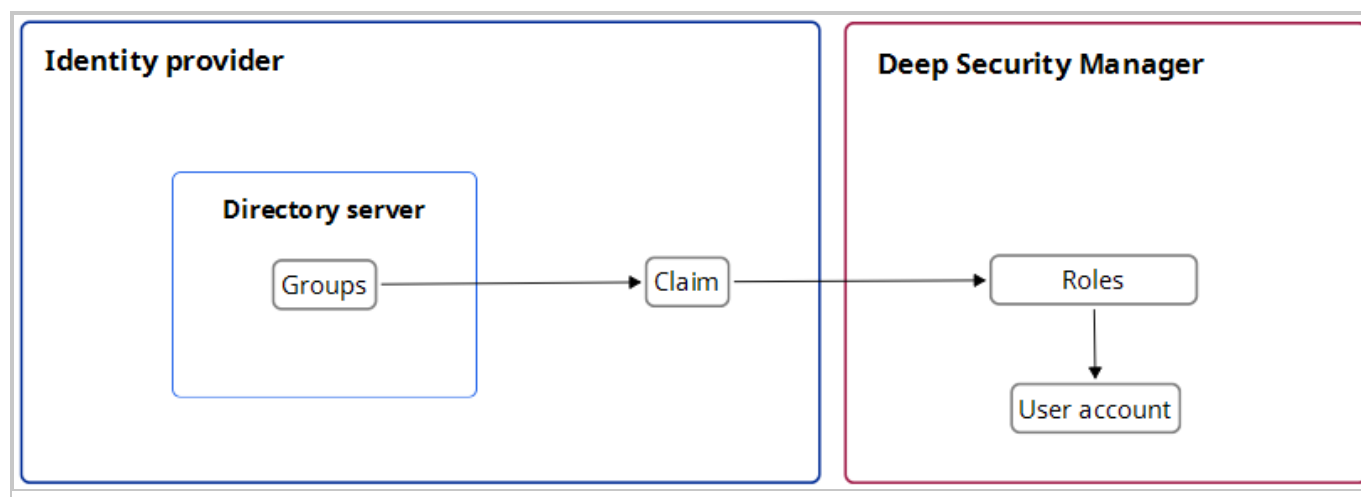 Identity provider
Deep Security Manager
Directory server
Groups
Claim
Roles
User account